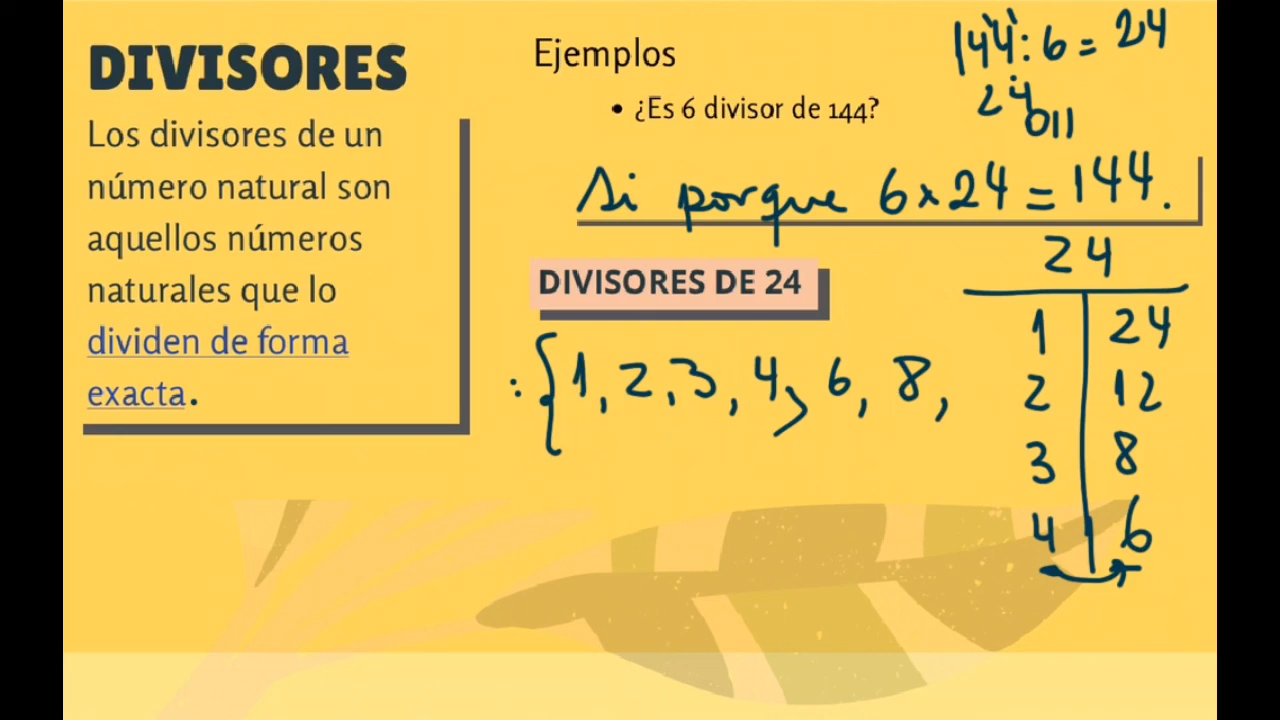 DIVISORES
Los divisores de un
número natural son
aquellos números
naturales que lo
dividen de forma
exacta.
Ejemplos
• ¿Es 6 divisor de 144?
144 : 6 = 24
24
011
Si porque 6 x 24 = 144.
DIVISORES DE 24
: { 1, 2, 3, 4, 6, 8,
24
1 24
2 12
3 8
4 6